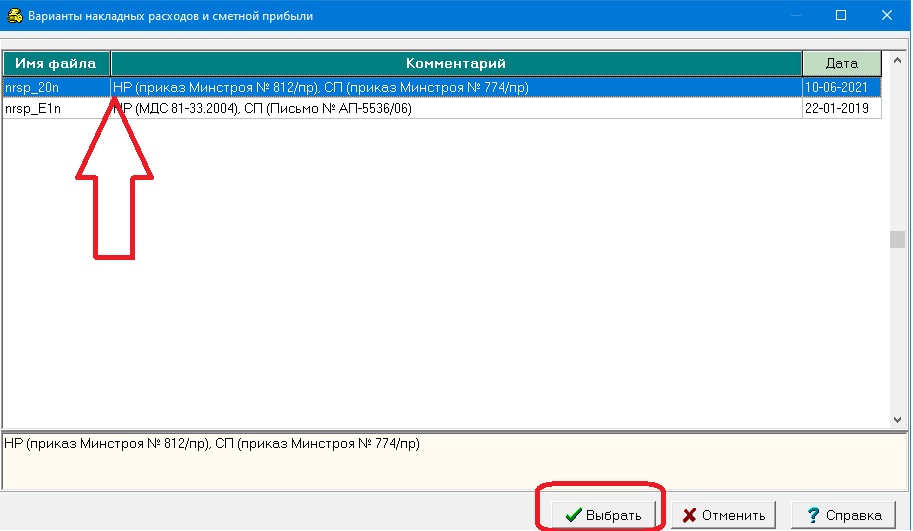 Варианты накладных расходов и сметной прибыли
Имя файла Комментарий Дата
nrsp_20n НР (приказ Минстроя № 812/пр), СП (приказ Минстроя № 774/пр) 10-06-2021
nrsp_E1n НР (МДС 81-33.2004), СП (Письмо № АП-5536/06) 22-01-2019
НР (приказ Минстроя № 812/пр), СП (приказ Минстроя № 774/пр)
Выбрать Отменить ? Справка